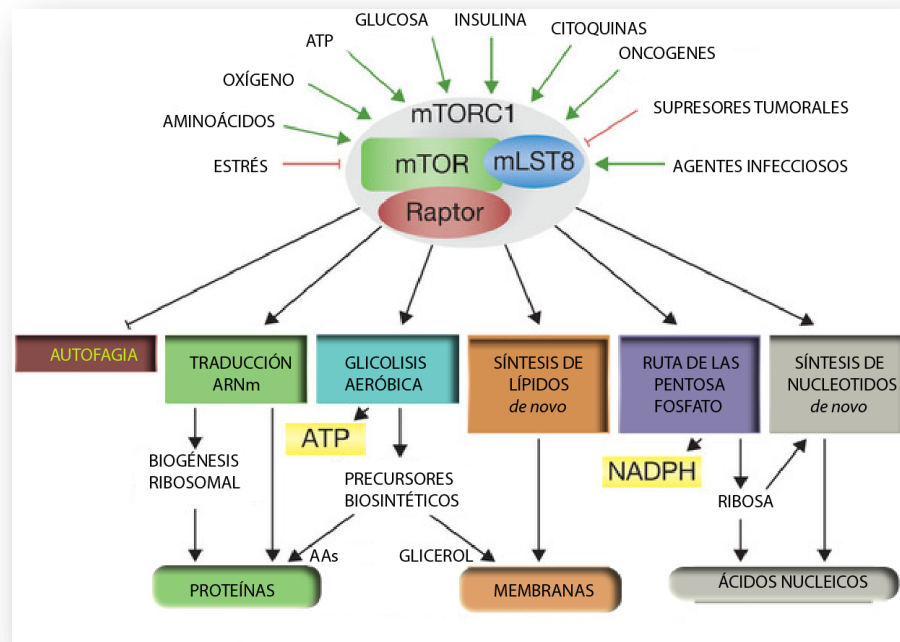 GLUCOSA
INSULINA
ATP
CITOQUINAS
OXÍGENO
ONCOGENES
AMINOÁCIDOS
SUPRESORES TUMORALES
ESTRÉS
AGENTES INFECCIOSOS
mTORC1
mTOR
mLST8
Raptor
AUTOFAGIA
TRADUCCIÓN
ARNm
GLICOLISIS
AERÓBICA
SÍNTESIS DE
LÍPIDOS
de novo
RUTA DE LAS
PENTOSA
FOSFATO
SÍNTESIS DE
NUCLEOTIDOS
de novo
ATP
NADPH
BIOGÉNESIS
RIBOSOMAL
PRECURSORES
BIOSINTÉTICOS
RIBOSA
AAs
GLICEROL
PROTEÍNAS
MEMBRANAS
ÁCIDOS NUCLEICOS